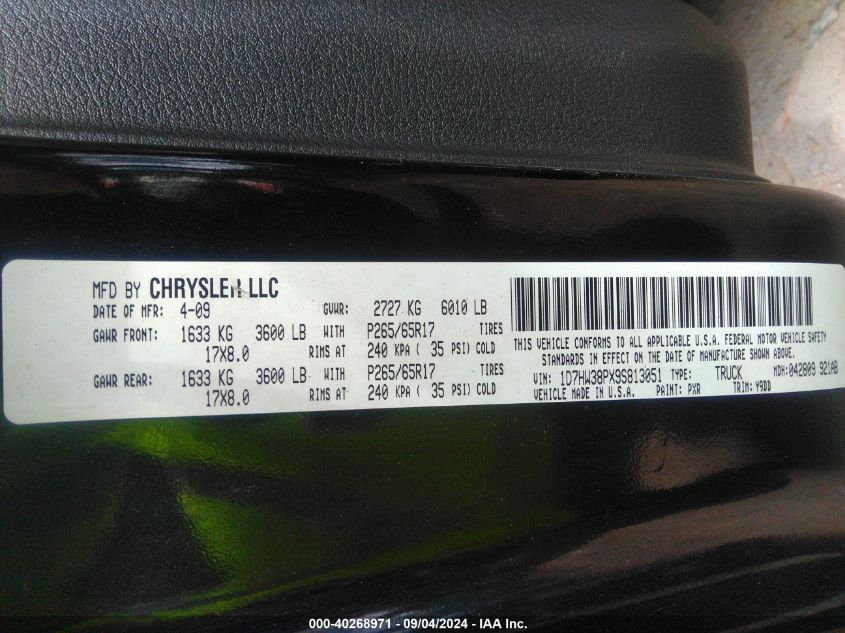 MFD BY CHRYSLER LLC
DATE OF MFR: 4-09 GVWR: 2727 KG 6010 LB
GAWR FRONT: 1633 KG 3600 LB WITH P265/65R17 TIRES
17X8.0 RIMS AT 240 KPA ( 35 PSI) COLD
GAWR REAR: 1633 KG 3600 LB WITH P265/65R17 TIRES
17X8.0 RIMS AT 240 KPA ( 35 PSI) COLD
THIS VEHICLE CONFORMS TO ALL APPLICABLE U.S.A. FEDERAL MOTOR VEHICLE SAFETY
STANDARDS IN EFFECT ON THE DATE OF MANUFACTURE SHOWN ABOVE.
VIN: 1D7HW38PX9S813051 TYPE: TRUCK MDH: 042809 921AB
VEHICLE MADE IN U.S.A. PAINT: PXR TRIM: Y9DD
000-40268971 - 09/04/2024 - IAA Inc.